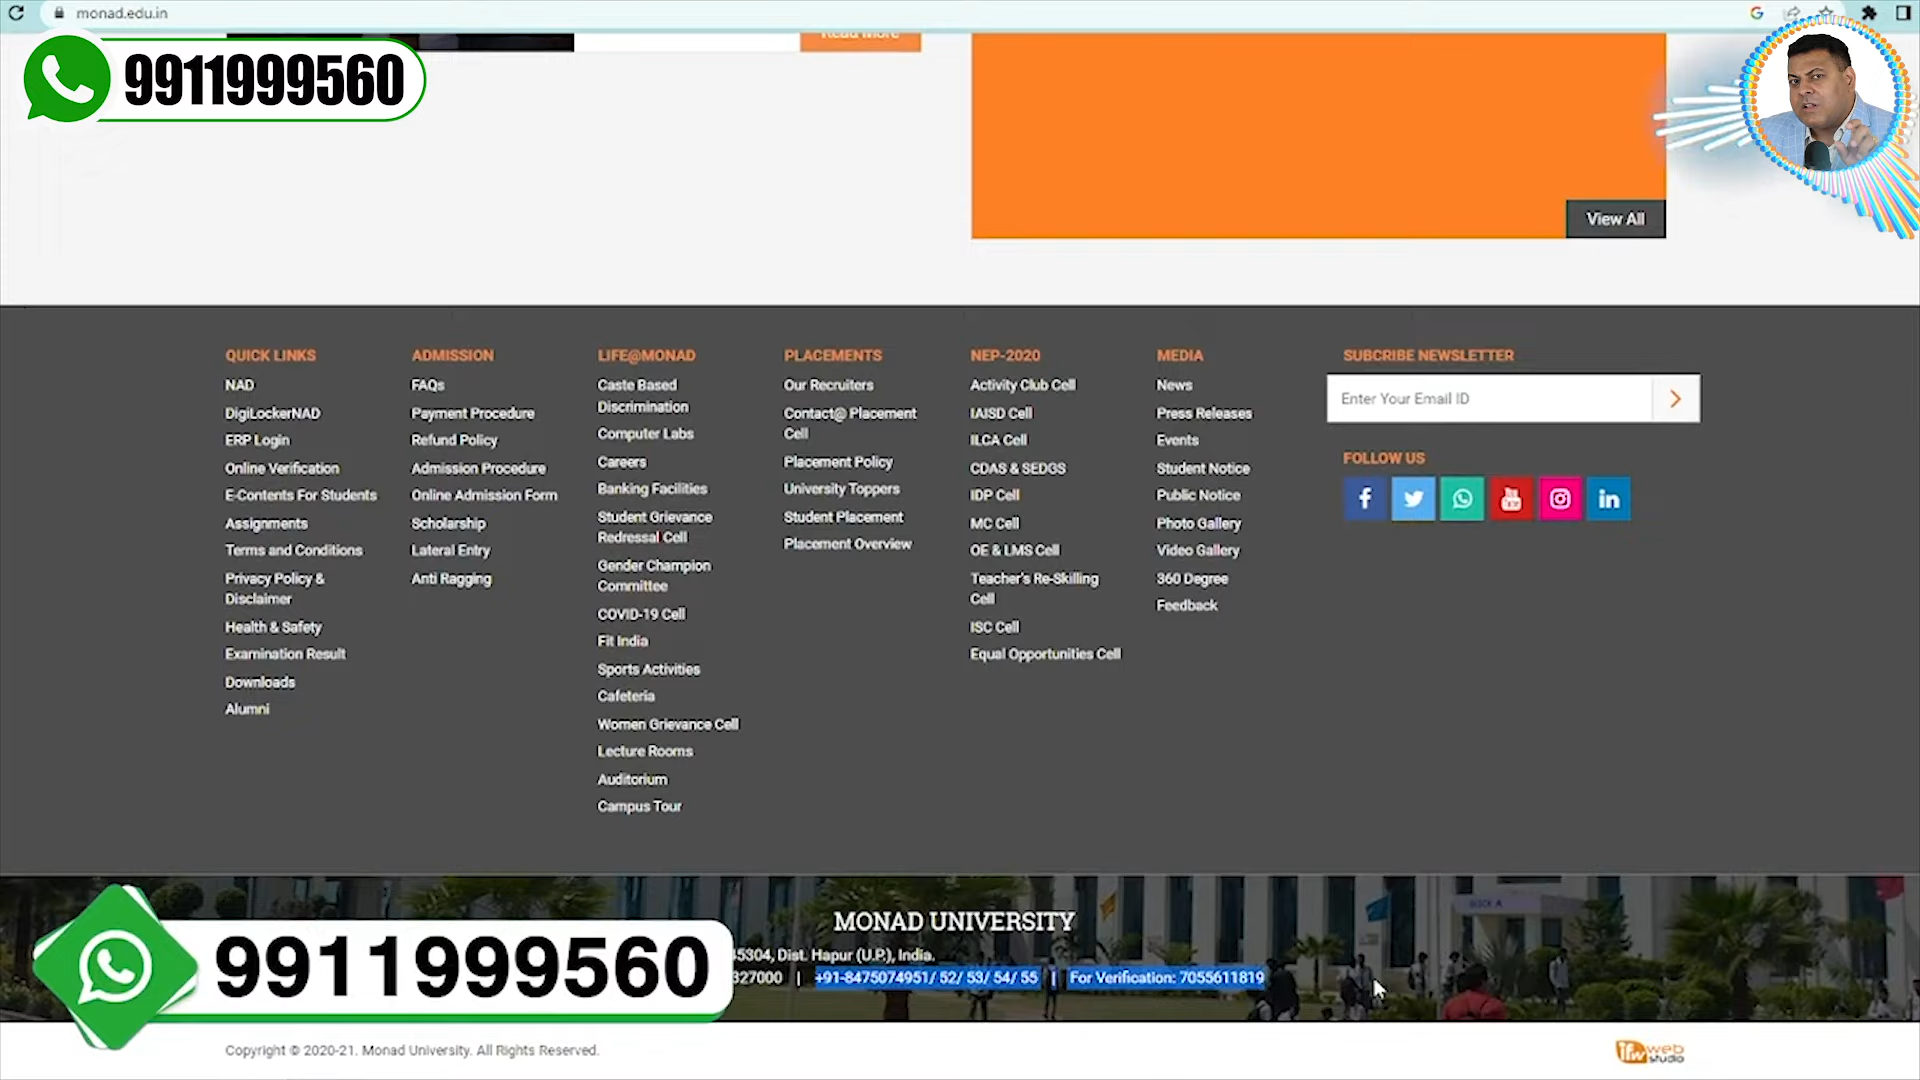 monad.edu.in
9911999560
Read More
View All
QUICK LINKS
NAD
DigiLockerNAD
ERP Login
Online Verification
E-Contents For Students
Assignments
Terms and Conditions
Privacy Policy &
Disclaimer
Health & Safety
Examination Result
Downloads
Alumni
ADMISSION
FAQs
Payment Procedure
Refund Policy
Admission Procedure
Online Admission Form
Scholarship
Lateral Entry
Anti Ragging
LIFE@MONAD
Caste Based
Discrimination
Computer Labs
Careers
Banking Facilities
Student Grievance
Redressal Cell
Gender Champion
Committee
COVID-19 Cell
Fit India
Sports Activities
Cafeteria
Women Grievance Cell
Lecture Rooms
Auditorium
Campus Tour
PLACEMENTS
Our Recruiters
Contact@ Placement
Cell
Placement Policy
University Toppers
Student Placement
Placement Overview
NEP-2020
Activity Club Cell
IAISD Cell
ILCA Cell
CDAS & SEDGS
IDP Cell
MC Cell
OE & LMS Cell
Teacher's Re-Skilling
Cell
ISC Cell
Equal Opportunities Cell
MEDIA
News
Press Releases
Events
Student Notice
Public Notice
Photo Gallery
Video Gallery
360 Degree
Feedback
SUBCRIBE NEWSLETTER
Enter Your Email ID
FOLLOW US
MONAD UNIVERSITY
45304, Dist. Hapur (U.P.), India.
327000 | +91-8475074951/ 52/ 53/ 54/ 55 | For Verification: 7055611819
9911999560
Copyright © 2020-21. Monad University. All Rights Reserved.
ifw web
studio